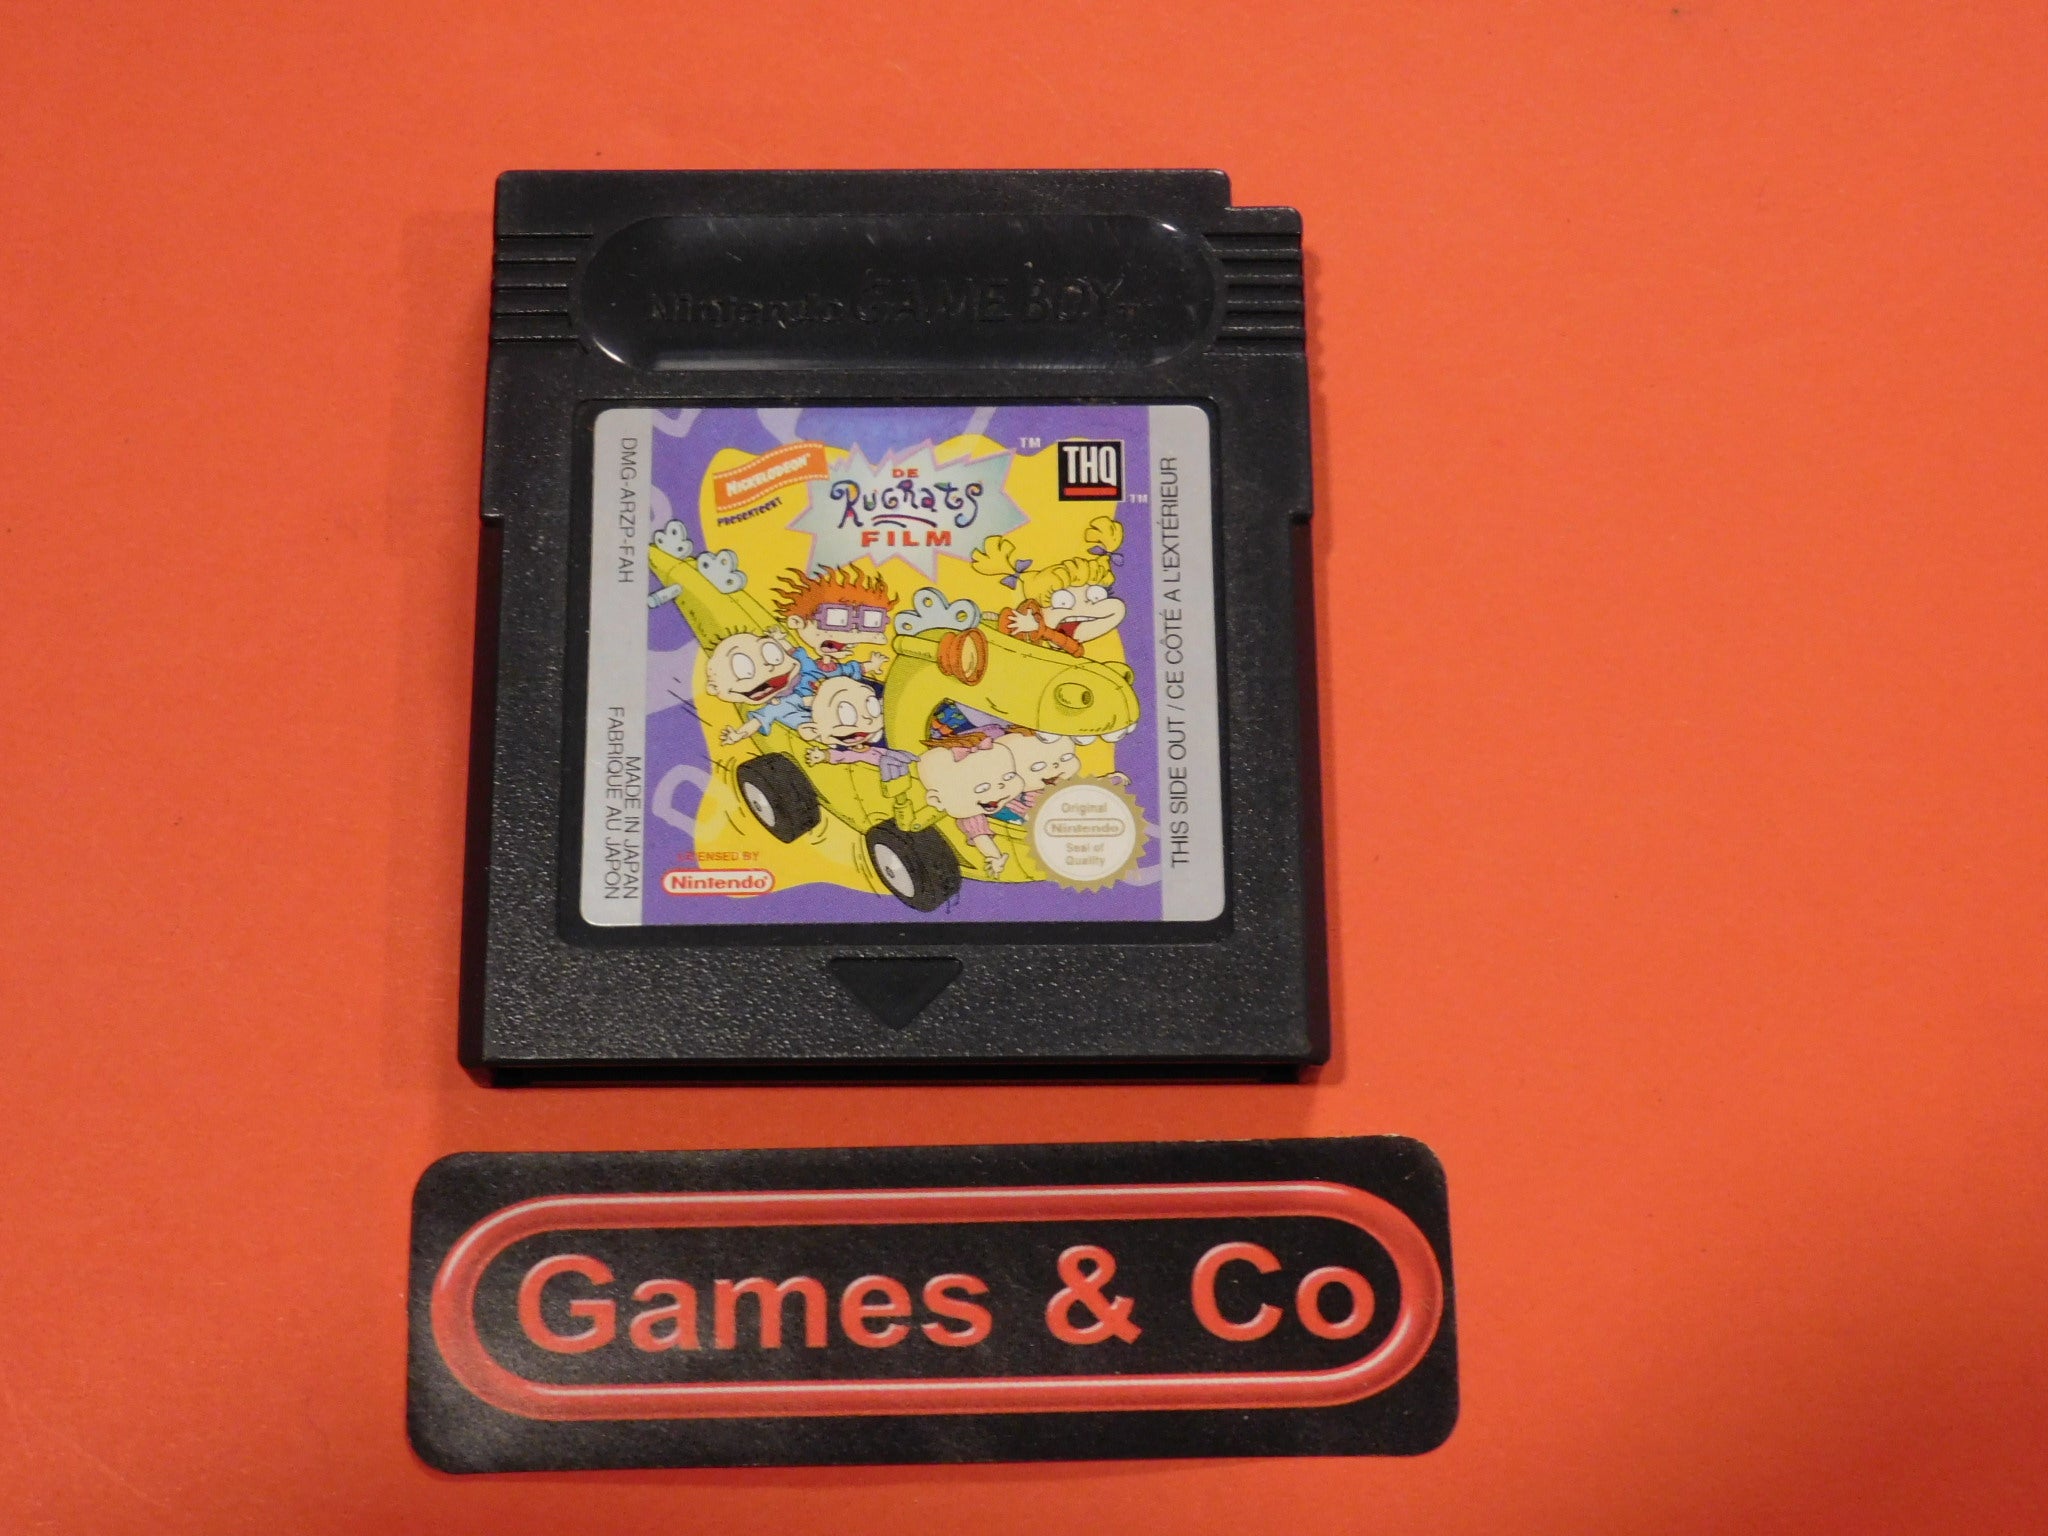 Nintendo GAME BOY TM
NICKELODEON
PRESENTEERT
DE
RUGRATS
FILM
TM
THQ
TM
DMG-ARZP-FAH
MADE IN JAPAN
FABRIQUE AU JAPON
THIS SIDE OUT / CE CÔTÉ A L'EXTÉRIEUR
LICENSED BY
Nintendo
Original
Nintendo
Seal of
Quality
Games & Co